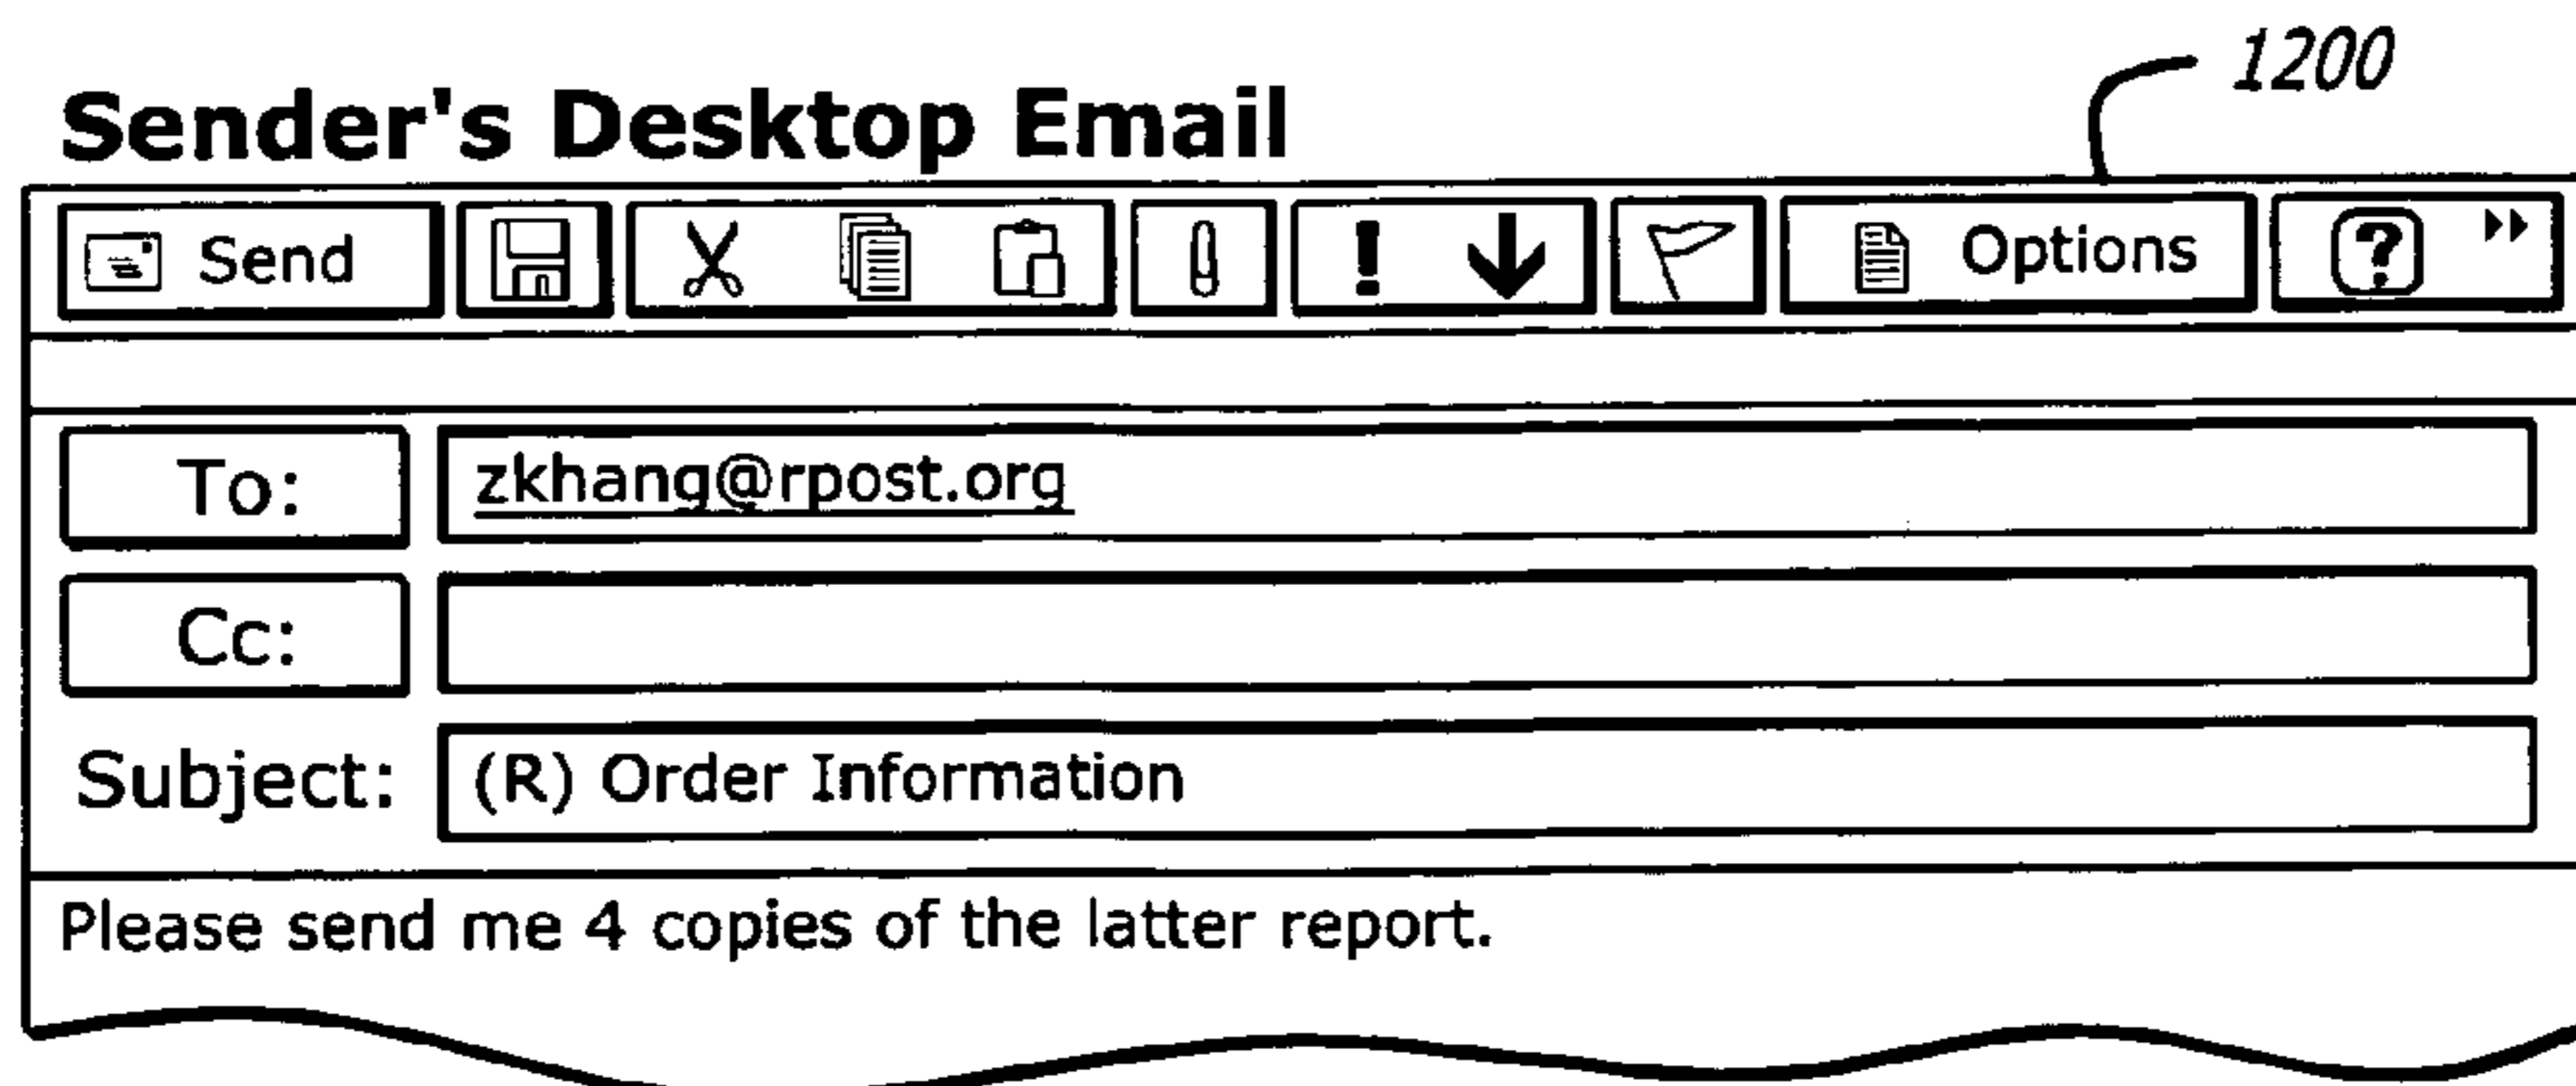 1200
Sender's Desktop Email
Send Options ?
To: zkhang@rpost.org
Cc:
Subject: (R) Order Information
Please send me 4 copies of the latter report.